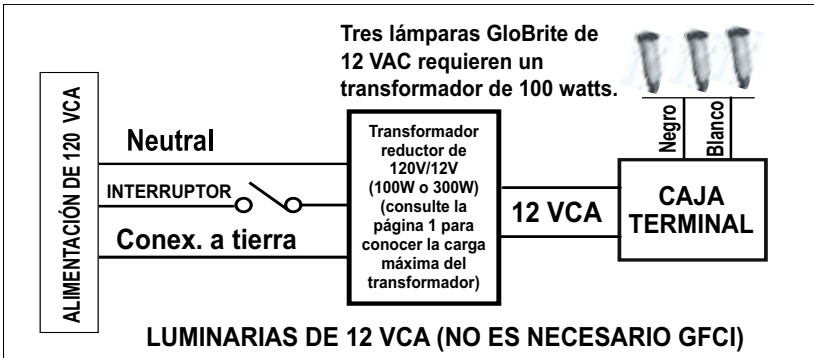 Tres lámparas GloBrite de
12 VAC requieren un
transformador de 100 watts.
ALIMENTACIÓN DE 120 VCA
Neutral
INTERRUPTOR
Conex. a tierra
Transformador
reductor de
120V/12V
(100W o 300W)
(consulte la
página 1 para
conocer la carga
máxima del
transformador)
12 VCA
Negro
Blanco
CAJA
TERMINAL
LUMINARIAS DE 12 VCA (NO ES NECESARIO GFCI)